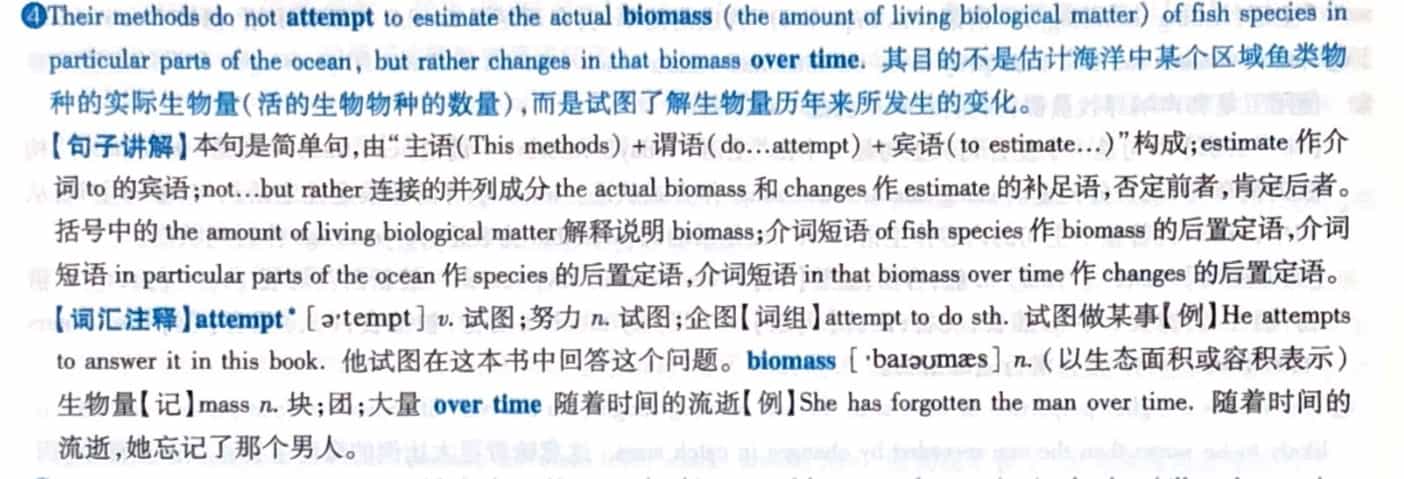 ❹Their methods do not attempt to estimate the actual biomass (the amount of living biological matter) of fish species in
particular parts of the ocean, but rather changes in that biomass over time. 其目的不是估计海洋中某个区域鱼类物
种的实际生物量(活的生物物种的数量),而是试图了解生物量历年来所发生的变化.
【句子讲解】本句是简单句,由“主语(This methods)+谓语(do…attempt)+宾语(to estimate…)”构成;estimate 作介
词 to 的宾语;not…but rather 连接的并列成分 the actual biomass 和 changes 作 estimate 的补足语,否定前者,肯定后者。
括号中的 the amount of living biological matter 解释说明 biomass;介词短语 of fish species 作 biomass 的后置定语,介词
短语 in particular parts of the ocean 作 species 的后置定语,介词短语 in that biomass over time 作 changes 的后置定语。
【词汇注释】attempt* [ə'tempt] v. 试图;努力 n. 试图;企图【词组】attempt to do sth. 试图做某事【例】He attempts
to answer it in this book. 他试图在这本书中回答这个问题。biomass ['baɪəʊmæs] n. (以生态面积或容积表示)
生物量【记】mass n. 块;团;大量 over time 随着时间的流逝【例】She has forgotten the man over time. 随着时间的
流逝,她忘记了那个男人。